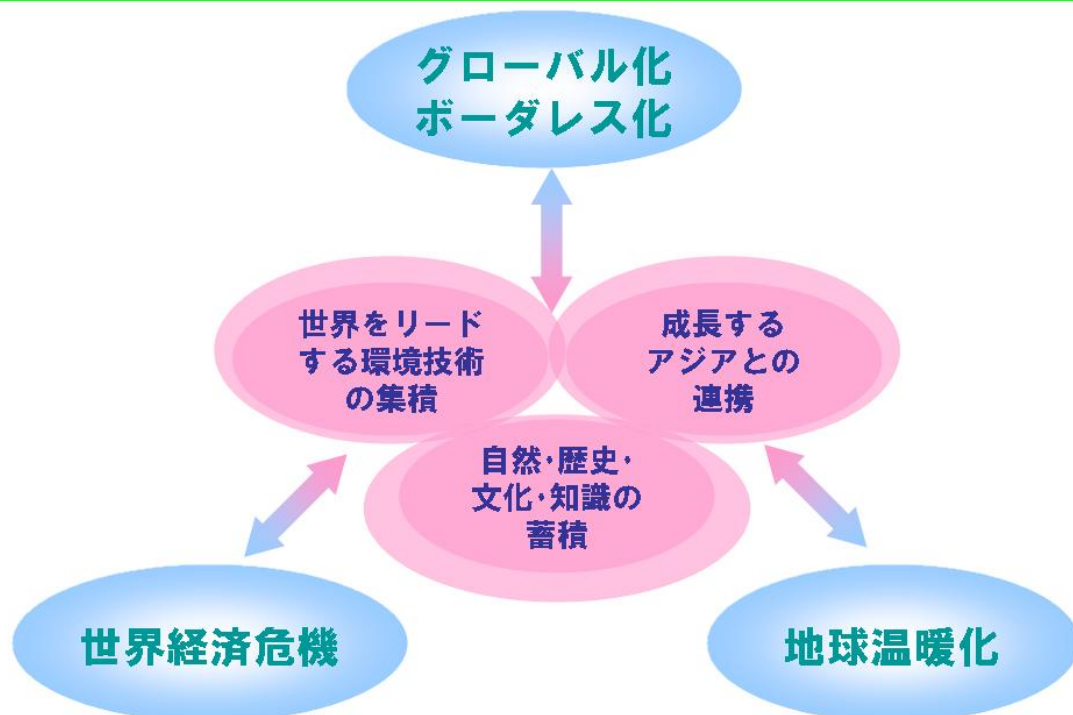 グローバル化
ボーダレス化
世界をリード
する環境技術
の集積
成長する
アジアとの
連携
自然・歴史・
文化・知識の
蓄積
世界経済危機
地球温暖化